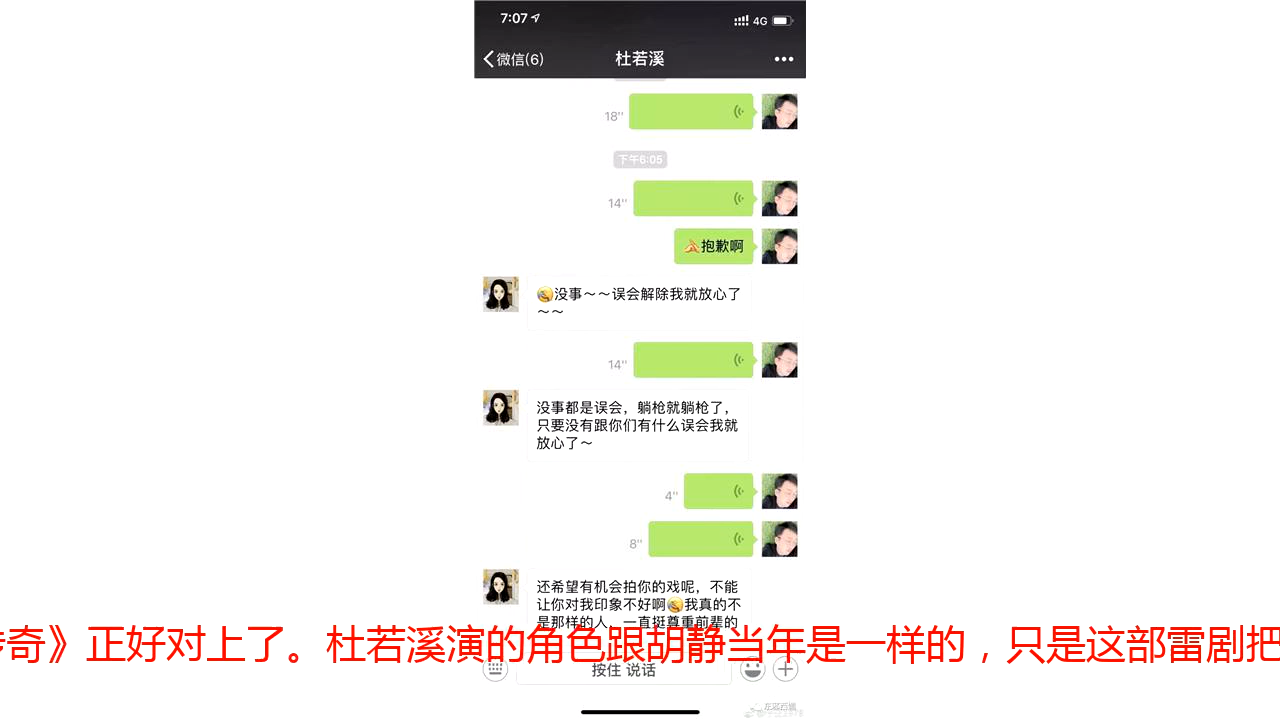 7:07
4G
微信(6)
杜若溪
18''
下午6:05
14''
抱歉啊
没事～～误会解除我就放心了
～～
14''
没事都是误会，躺枪就躺枪了，
只要没有跟你们有什么误会我就
放心了～
4''
8''
还希望有机会拍你的戏呢，不能
让你对我印象不好啊我真的不
是那样的人，一直挺尊重前辈的
奇》正好对上了。杜若溪演的角色跟胡静当年是一样的，只是这部雷剧把
按住 说话